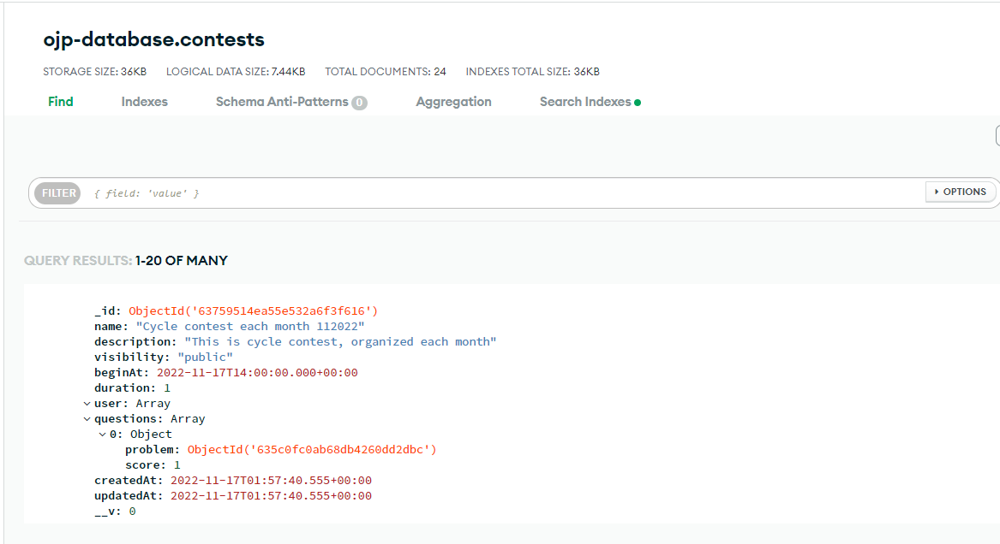 ojp-database.contests
STORAGE SIZE: 36KB LOGICAL DATA SIZE: 7.44KB TOTAL DOCUMENTS: 24 INDEXES TOTAL SIZE: 36KB
Find Indexes Schema Anti-Patterns 0 Aggregation Search Indexes
FILTER { field: 'value' } OPTIONS
QUERY RESULTS: 1-20 OF MANY
_id: ObjectId('63759514ea55e532a6f3f616')
name: "Cycle contest each month 112022"
description: "This is cycle contest, organized each month"
visibility: "public"
beginAt: 2022-11-17T14:00:00.000+00:00
duration: 1
user: Array
questions: Array
0: Object
problem: ObjectId('635c0fc0ab68db4260dd2dbc')
score: 1
createdAt: 2022-11-17T01:57:40.555+00:00
updatedAt: 2022-11-17T01:57:40.555+00:00
__v: 0